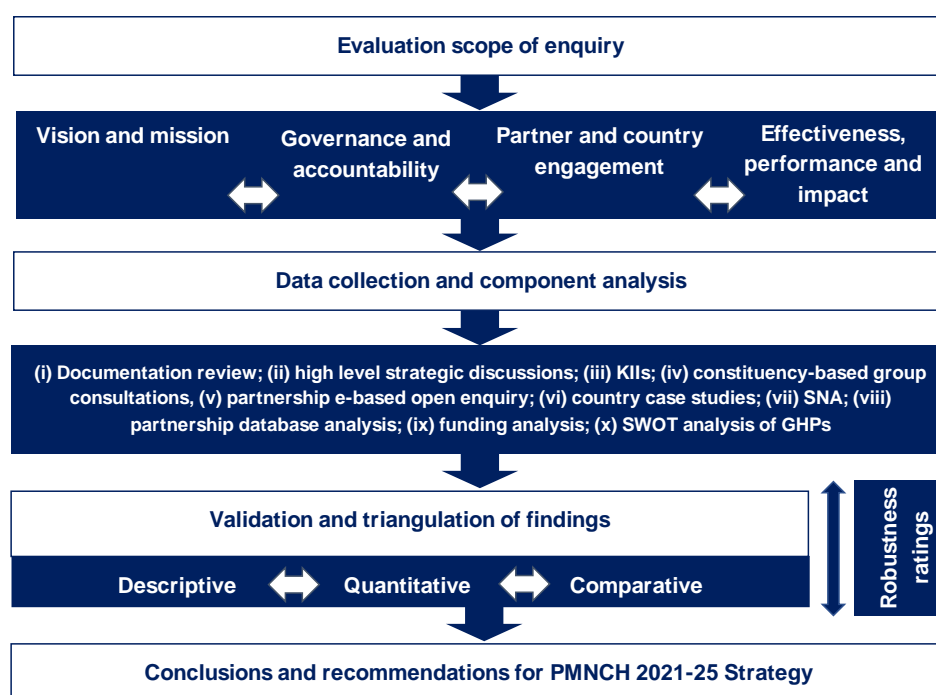 Evaluation scope of enquiry
Vision and mission
Governance and
accountability
Partner and country
engagement
Effectiveness,
performance and
impact
Data collection and component analysis
(i) Documentation review; (ii) high level strategic discussions; (iii) KIIs; (iv) constituency-based group
consultations, (v) partnership e-based open enquiry; (vi) country case studies; (vii) SNA; (viii)
partnership database analysis; (ix) funding analysis; (x) SWOT analysis of GHPs
Validation and triangulation of findings
Descriptive
Quantitative
Comparative
Robustness
ratings
Conclusions and recommendations for PMNCH 2021-25 Strategy